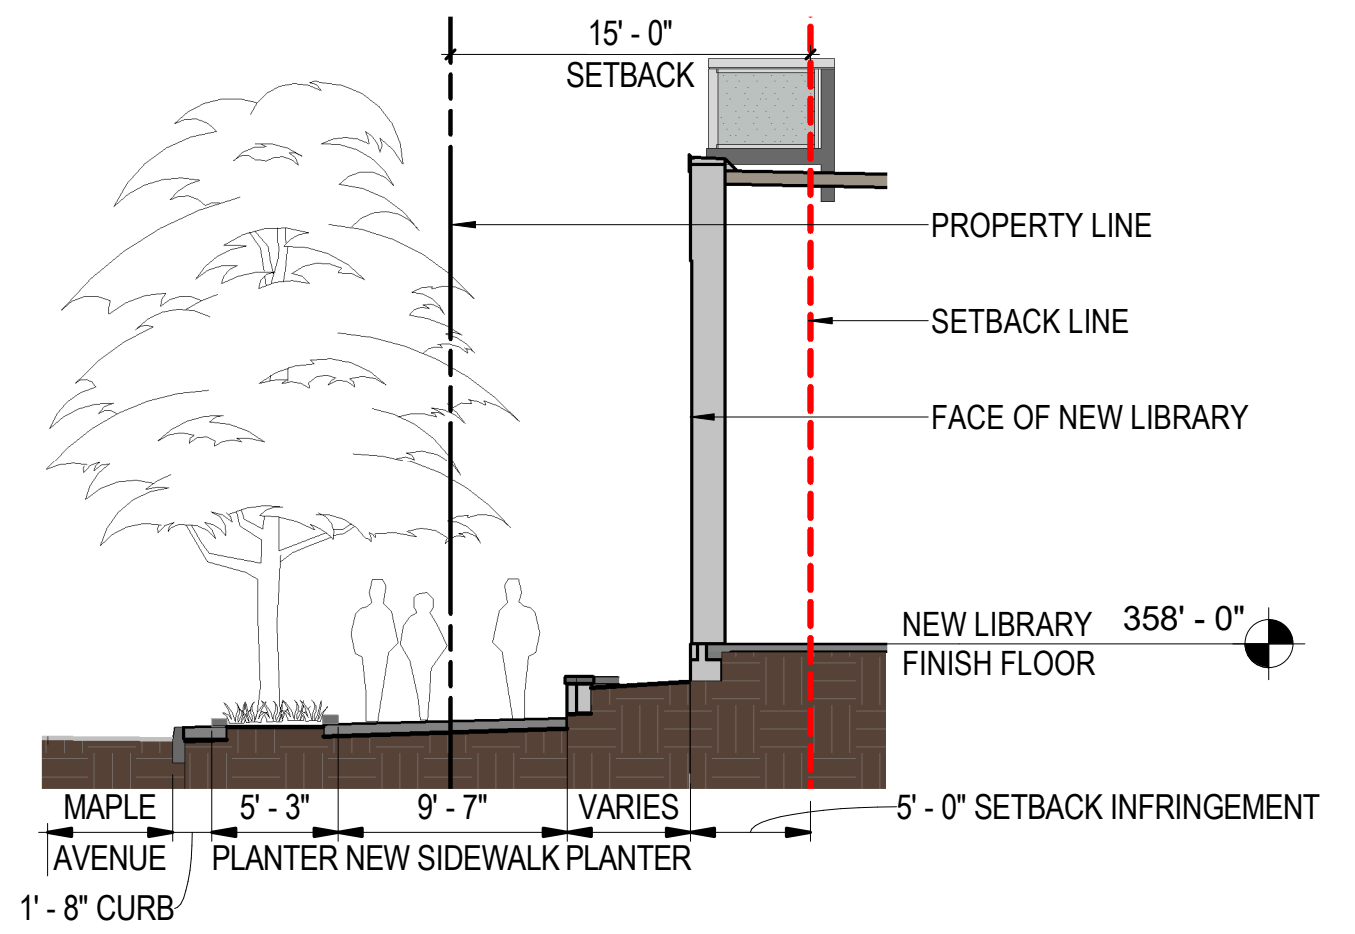 15' - 0"
SETBACK
PROPERTY LINE
SETBACK LINE
FACE OF NEW LIBRARY
NEW LIBRARY 358' - 0"
FINISH FLOOR
MAPLE 5' - 3" 9' - 7" VARIES 5' - 0" SETBACK INFRINGEMENT
AVENUE PLANTER NEW SIDEWALK PLANTER
1' - 8" CURB